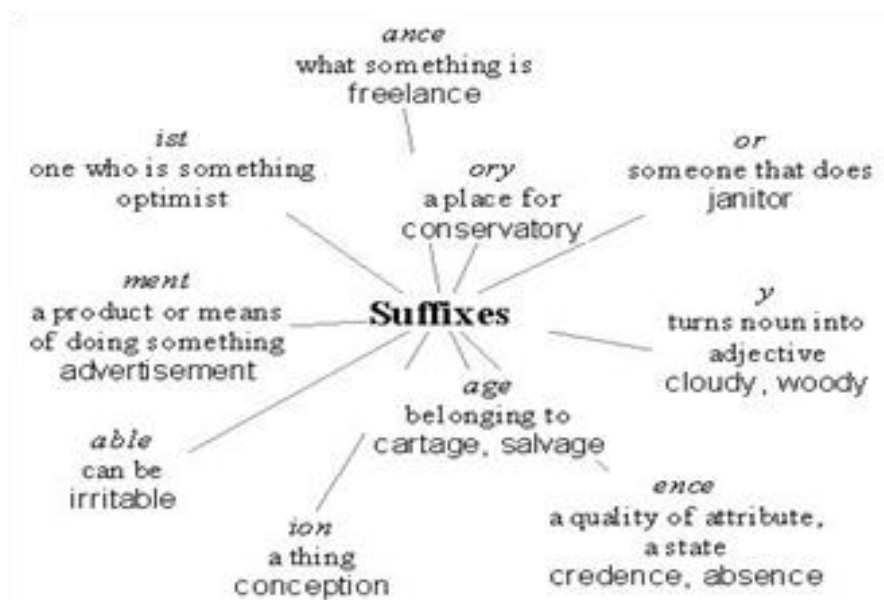 ance
what something is
freelance
ist
one who is something
optimist
ory
a place for
conservatory
or
someone that does
janitor
ment
a product or means
of doing something
advertisement
Suffixes
y
turns noun into
adjective
cloudy, woody
able
can be
irritable
age
belonging to
cartage, salvage
ion
a thing
conception
ence
a quality of attribute,
a state
credence, absence